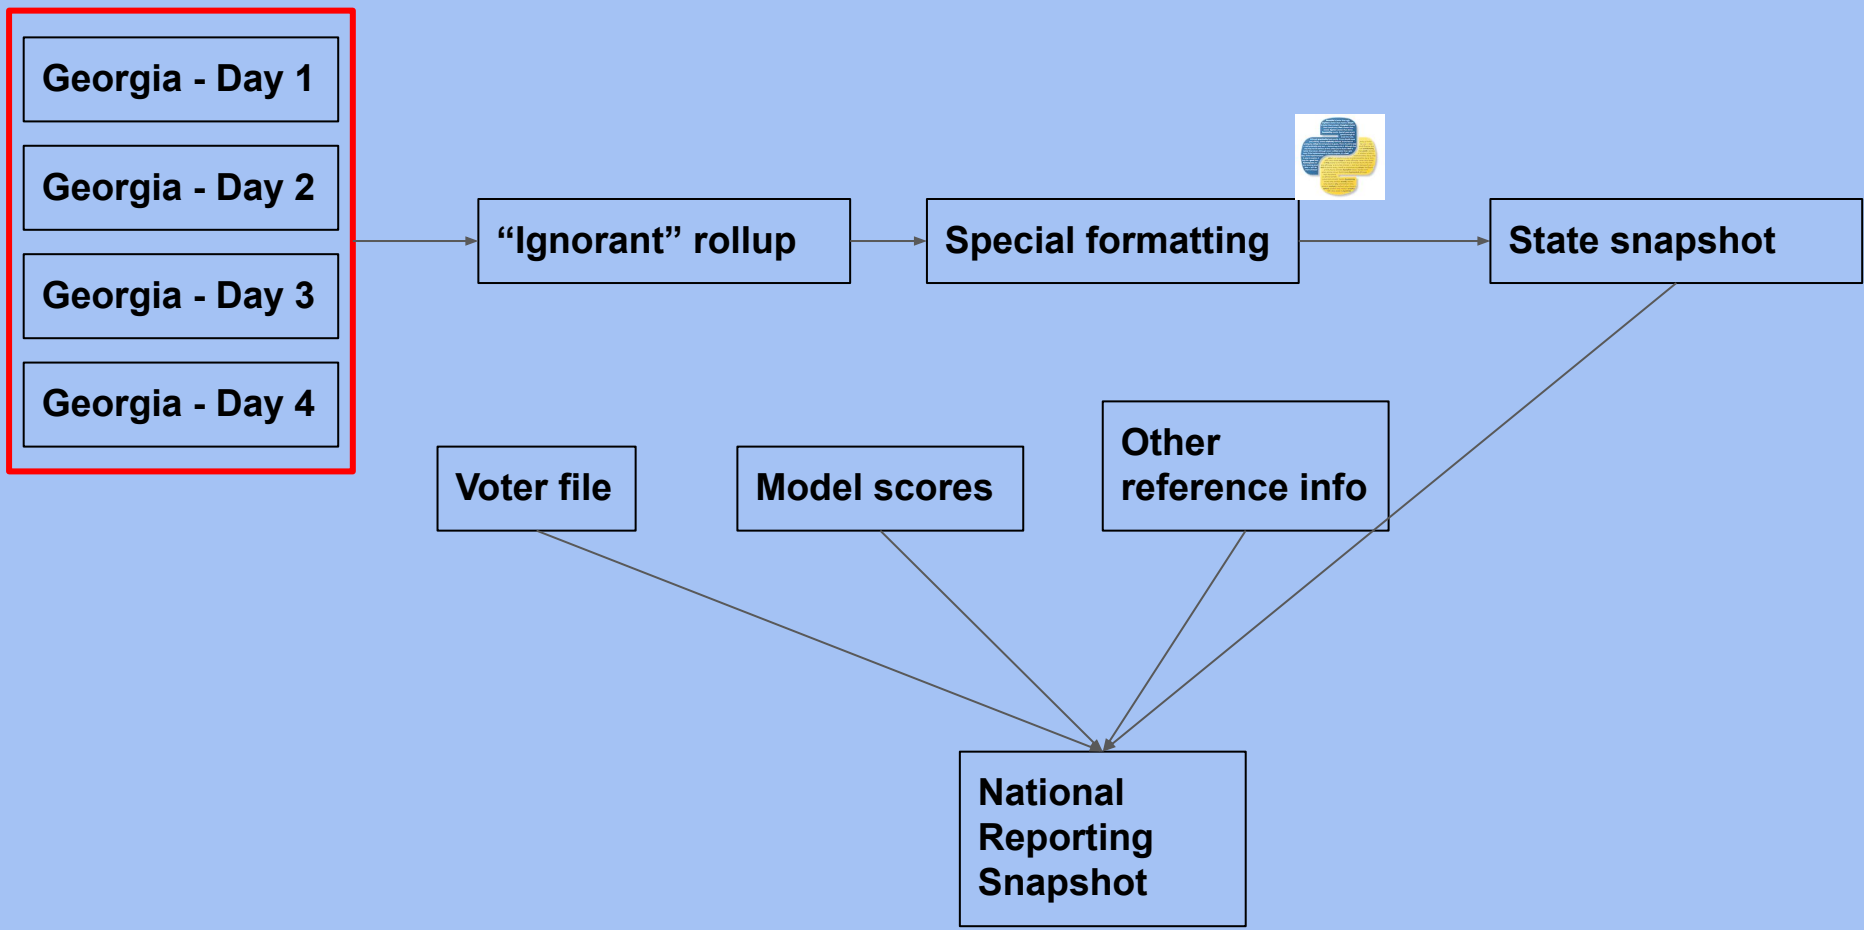 Georgia - Day 1
Georgia - Day 2
Georgia - Day 3
Georgia - Day 4
“Ignorant” rollup
Special formatting
State snapshot
Voter file
Model scores
Other
reference info
National
Reporting
Snapshot